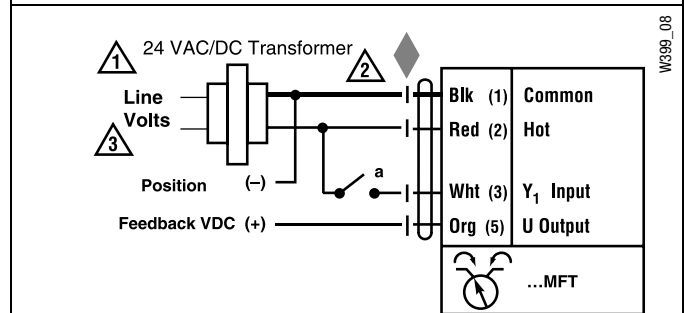 W399_08
1 24 VAC/DC Transformer
2
Line
Volts
3
Blk (1) Common
Red (2) Hot
a
Position (–)
Wht (3) Y₁ Input
Feedback VDC (+)
Org (5) U Output
...MFT